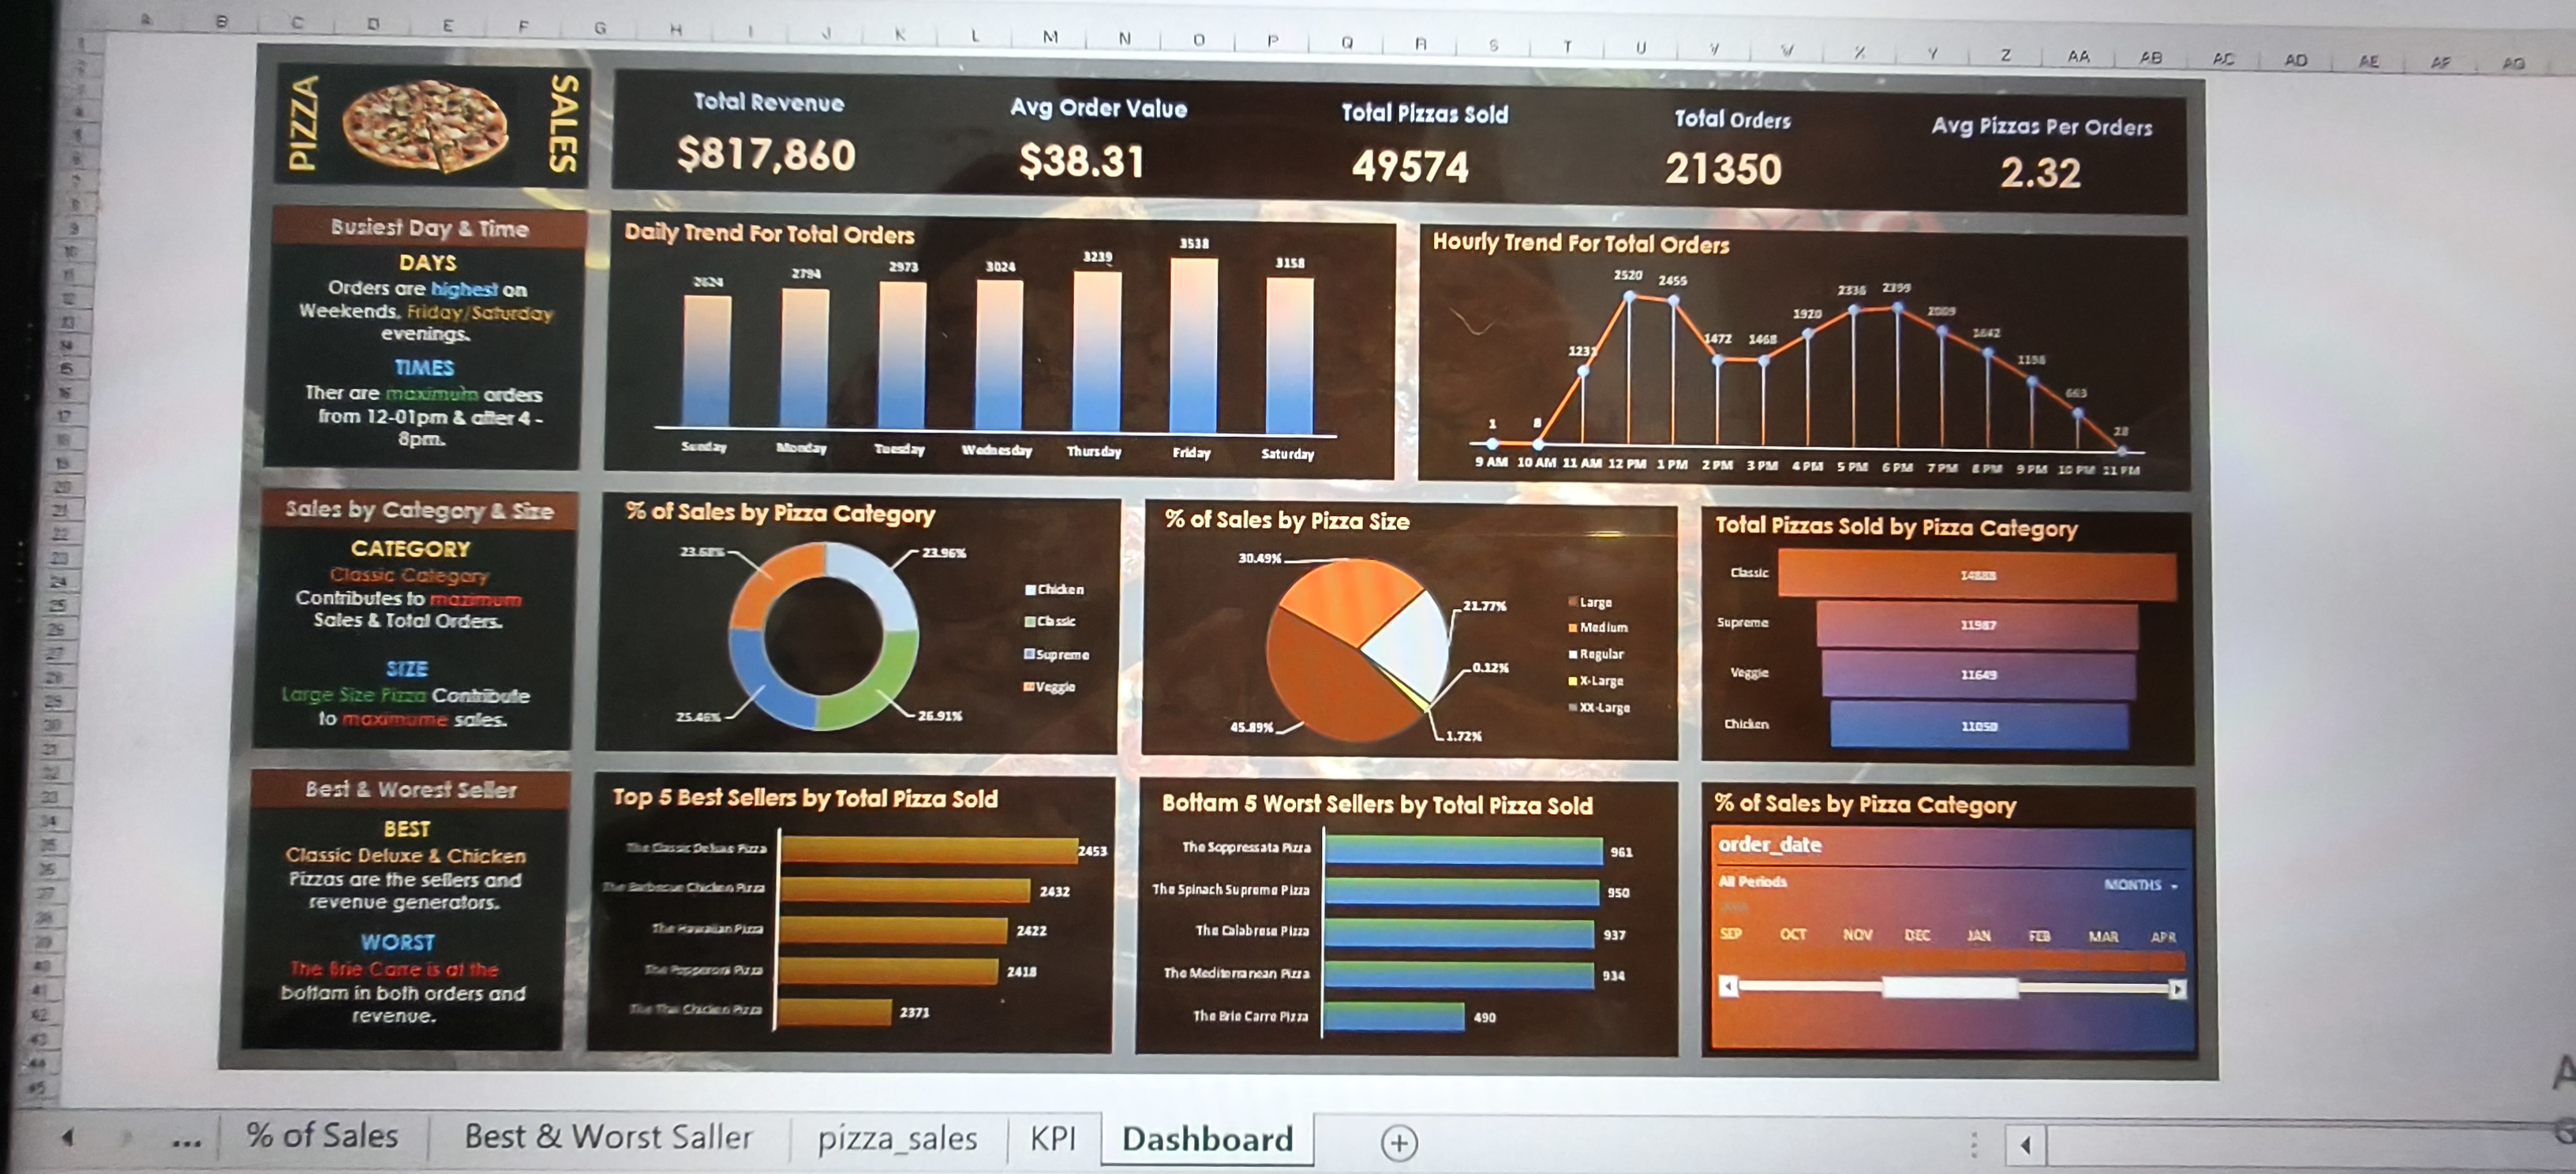 A B C D E F G H I J K L M N O P Q R S T U V W X Y Z AA AB AC AD AE AF AG
PIZZA SALES
Total Revenue
$817,860
Avg Order Value
$38.31
Total Pizzas Sold
49574
Total Orders
21350
Avg Pizzas Per Orders
2.32
Busiest Day & Time
DAYS
Orders are highest on
Weekends, Friday/Saturday
evenings.
TIMES
Ther are maximum orders
from 12-01pm & after 4 -
8pm.
Daily Trend For Total Orders
2624 2794 2973 3024 3239 3538 3158
Sunday Monday Tuesday Wednesday Thursday Friday Saturday
Hourly Trend For Total Orders
1 8 1231 2520 2455 1472 1468 1920 2336 2399 2009 1642 1198 663 28
9 AM 10 AM 11 AM 12 PM 1 PM 2 PM 3 PM 4 PM 5 PM 6 PM 7 PM 8 PM 9 PM 10 PM 11 PM
Sales by Category & Size
CATEGORY
Classic Category
Contributes to mazimum
Sales & Total Orders.
SIZE
Large Size Pizza Contribute
to maximume sales.
% of Sales by Pizza Category
23.68%
23.96%
25.46%
26.91%
Chicken
Classic
Supreme
Veggie
% of Sales by Pizza Size
30.49%
21.77%
0.12%
45.89%
1.72%
Large
Medium
Regular
X-Large
XX-Large
Total Pizzas Sold by Pizza Category
Classic 14888
Supreme 11987
Veggie 11649
Chicken 11050
Best & Worest Seller
BEST
Classic Deluxe & Chicken
Pizzas are the sellers and
revenue generators.
WORST
The Brie Carre is at the
bottam in both orders and
revenue.
Top 5 Best Sellers by Total Pizza Sold
The Classic Deluxe Pizza 2453
The Barbecue Chicken Pizza 2432
The Hawaiian Pizza 2422
The Pepperoni Pizza 2418
The Thai Chicken Pizza 2371
Bottam 5 Worst Sellers by Total Pizza Sold
The Soppressata Pizza 961
The Spinach Supreme Pizza 950
The Calabrese Pizza 937
The Mediterranean Pizza 934
The Brie Carre Pizza 490
% of Sales by Pizza Category
order_date
All Periods
MONTHS
SEP OCT NOV DEC JAN FEB MAR APR
... % of Sales Best & Worst Saller pizza_sales KPI Dashboard